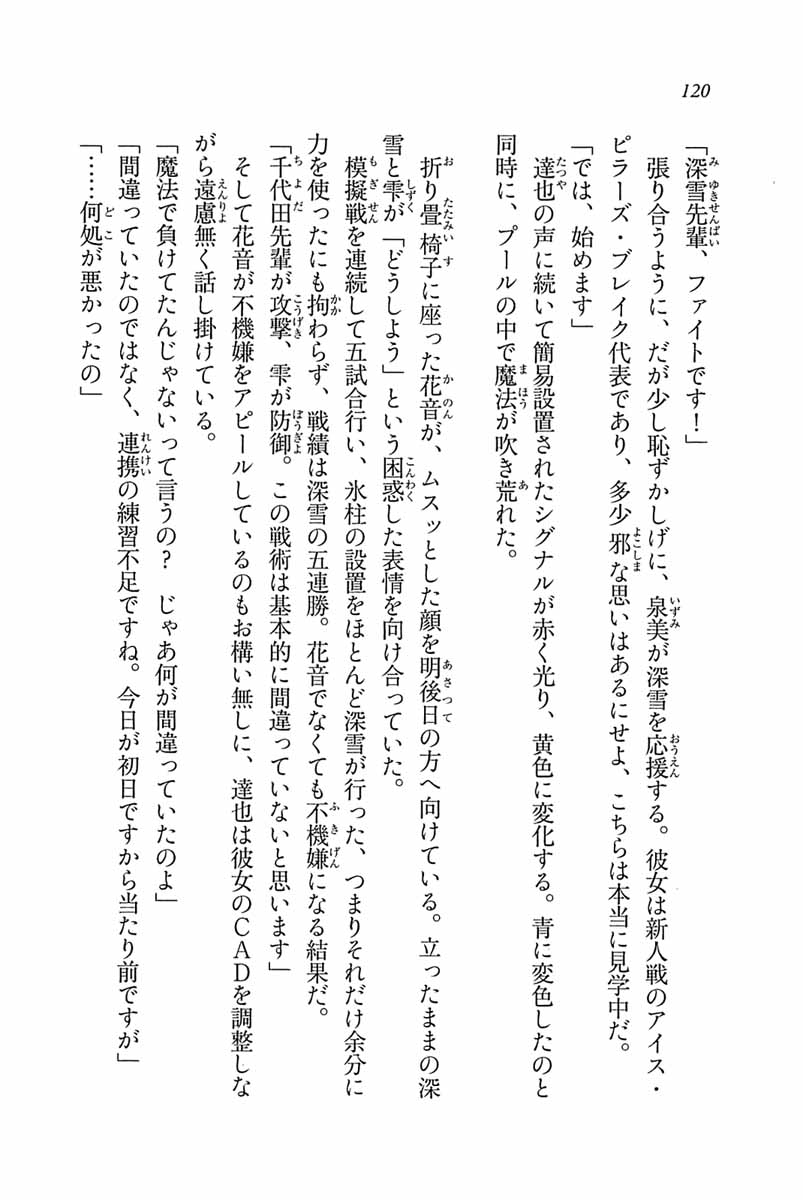 120
「深雪先輩、ファイトです！」
張り合うように、だが少し恥ずかしげに、泉美が深雪を応援する。彼女は新人戦のアイス・
ピラーズ・ブレイク代表であり、多少邪な思いはあるにせよ、こちらは本当に見学中だ。
「では、始めます」
達也の声に続いて簡易設置されたシグナルが赤く光り、黄色に変化する。青に変色したのと
同時に、プールの中で魔法が吹き荒れた。
折り畳椅子に座った花音が、ムスッとした顔を明後日の方へ向けている。立ったままの深
雪と雫が「どうしよう」という困惑した表情を向け合っていた。
模擬戦を連続して五試合行い、氷柱の設置をほとんど深雪が行った、つまりそれだけ余分に
力を使ったにも拘わらず、戦績は深雪の五連勝。花音でなくても不機嫌になる結果だ。
「千代田先輩が攻撃、雫が防御。この戦術は基本的に間違っていないと思います」
そして花音が不機嫌をアピールしているのもお構い無しに、達也は彼女のＣＡＤを調整しな
がら遠慮無く話し掛けている。
「魔法で負けてたんじゃないって言うの？　じゃあ何が間違っていたのよ」
「間違っていたのではなく、連携の練習不足ですね。今日が初日ですから当たり前ですが」
「……何処が悪かったの」